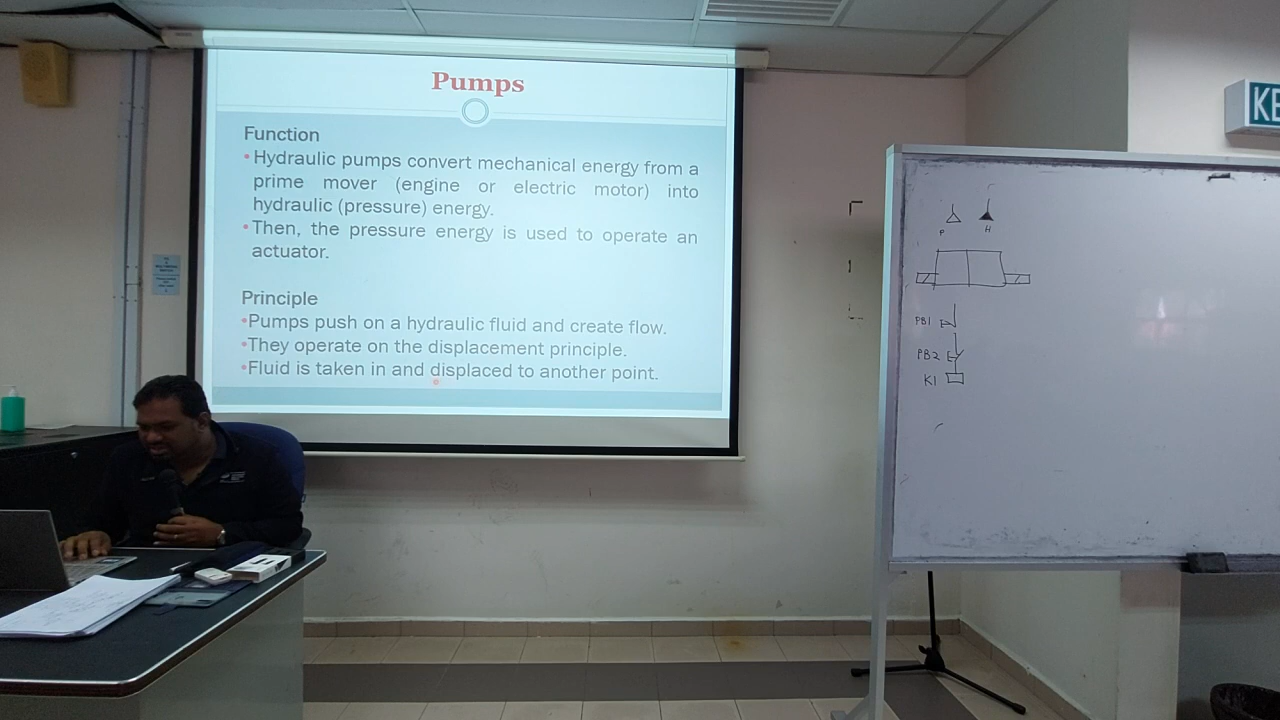 Pumps
Function
•Hydraulic pumps convert mechanical energy from a
prime mover (engine or electric motor) into
hydraulic (pressure) energy.
•Then, the pressure energy is used to operate an
actuator.
Principle
•Pumps push on a hydraulic fluid and create flow.
•They operate on the displacement principle.
•Fluid is taken in and displaced to another point.
P H
PB1
PB2
K1
KE